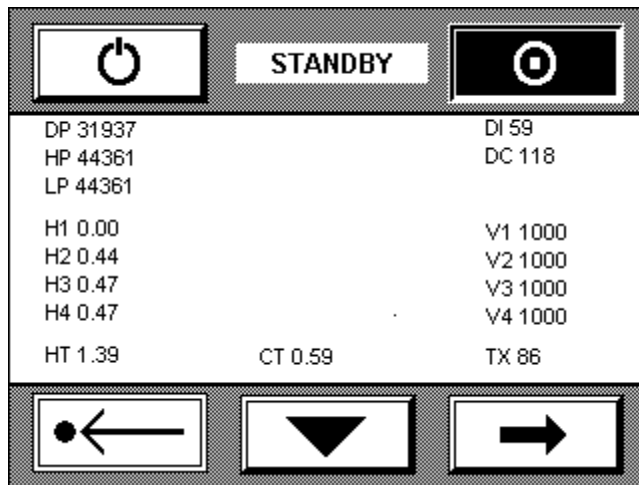 STANDBY
DP 31937 DI 59
HP 44361 DC 118
LP 44361
H1 0.00 V1 1000
H2 0.44 V2 1000
H3 0.47 V3 1000
H4 0.47 V4 1000
HT 1.39 CT 0.59 TX 86